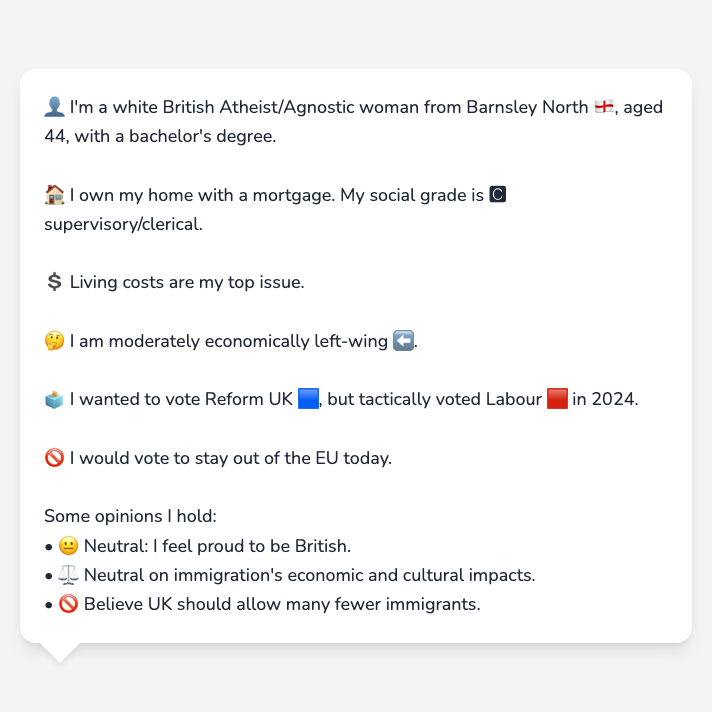 👤 I'm a white British Atheist/Agnostic woman from Barnsley North 🏴󠁧󠁢󠁥󠁮󠁧󠁿, aged
44, with a bachelor's degree.
🏠 I own my home with a mortgage. My social grade is 🅲
supervisory/clerical.
💲 Living costs are my top issue.
🤔 I am moderately economically left-wing ⬅️.
🗳️ I wanted to vote Reform UK 🟦, but tactically voted Labour 🟥 in 2024.
🚫 I would vote to stay out of the EU today.
Some opinions I hold:
• 😐 Neutral: I feel proud to be British.
• ⚖️ Neutral on immigration's economic and cultural impacts.
• 🚫 Believe UK should allow many fewer immigrants.